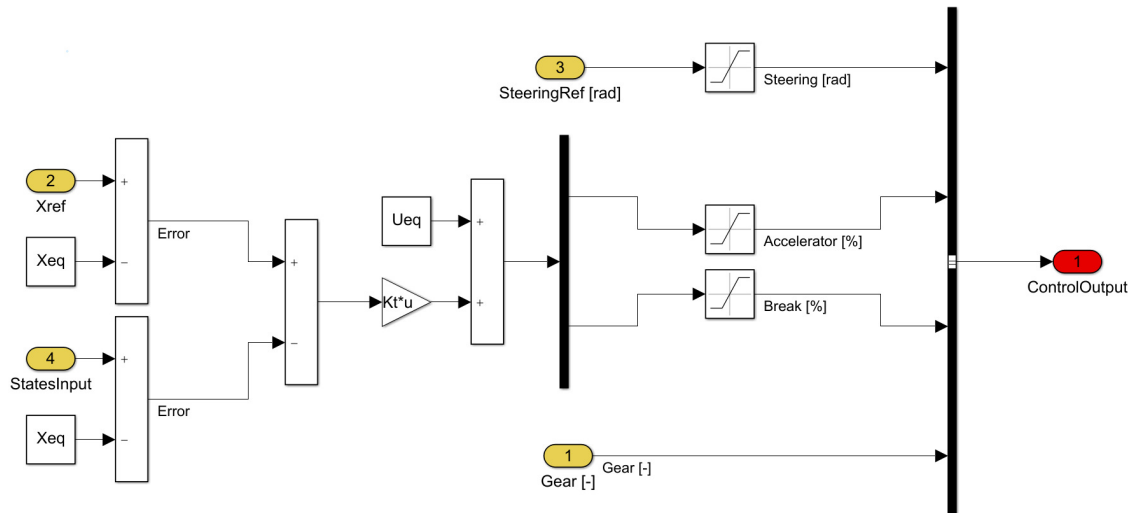 3
SteeringRef [rad]
Steering [rad]
2
Xref
+
−
Xeq
Error
Ueq
+
+
Kt*u
+
−
Accelerator [%]
Break [%]
1
ControlOutput
4
StatesInput
+
−
Xeq
Error
1
Gear [-]
Gear [-]